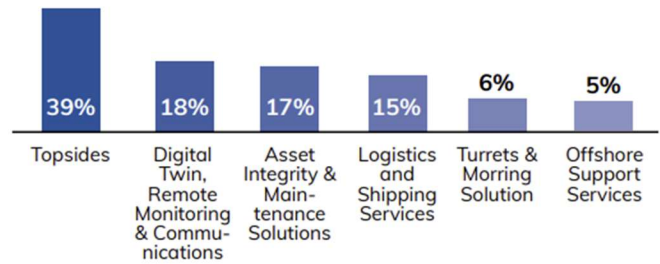 39%
18%
17%
15%
6%
5%
Topsides
Digital
Twin,
Remote
Monitoring
& Commu-
nications
Asset
Integrity &
Main-
tenance
Solutions
Logistics
and
Shipping
Services
Turrets &
Morring
Solution
Offshore
Support
Services